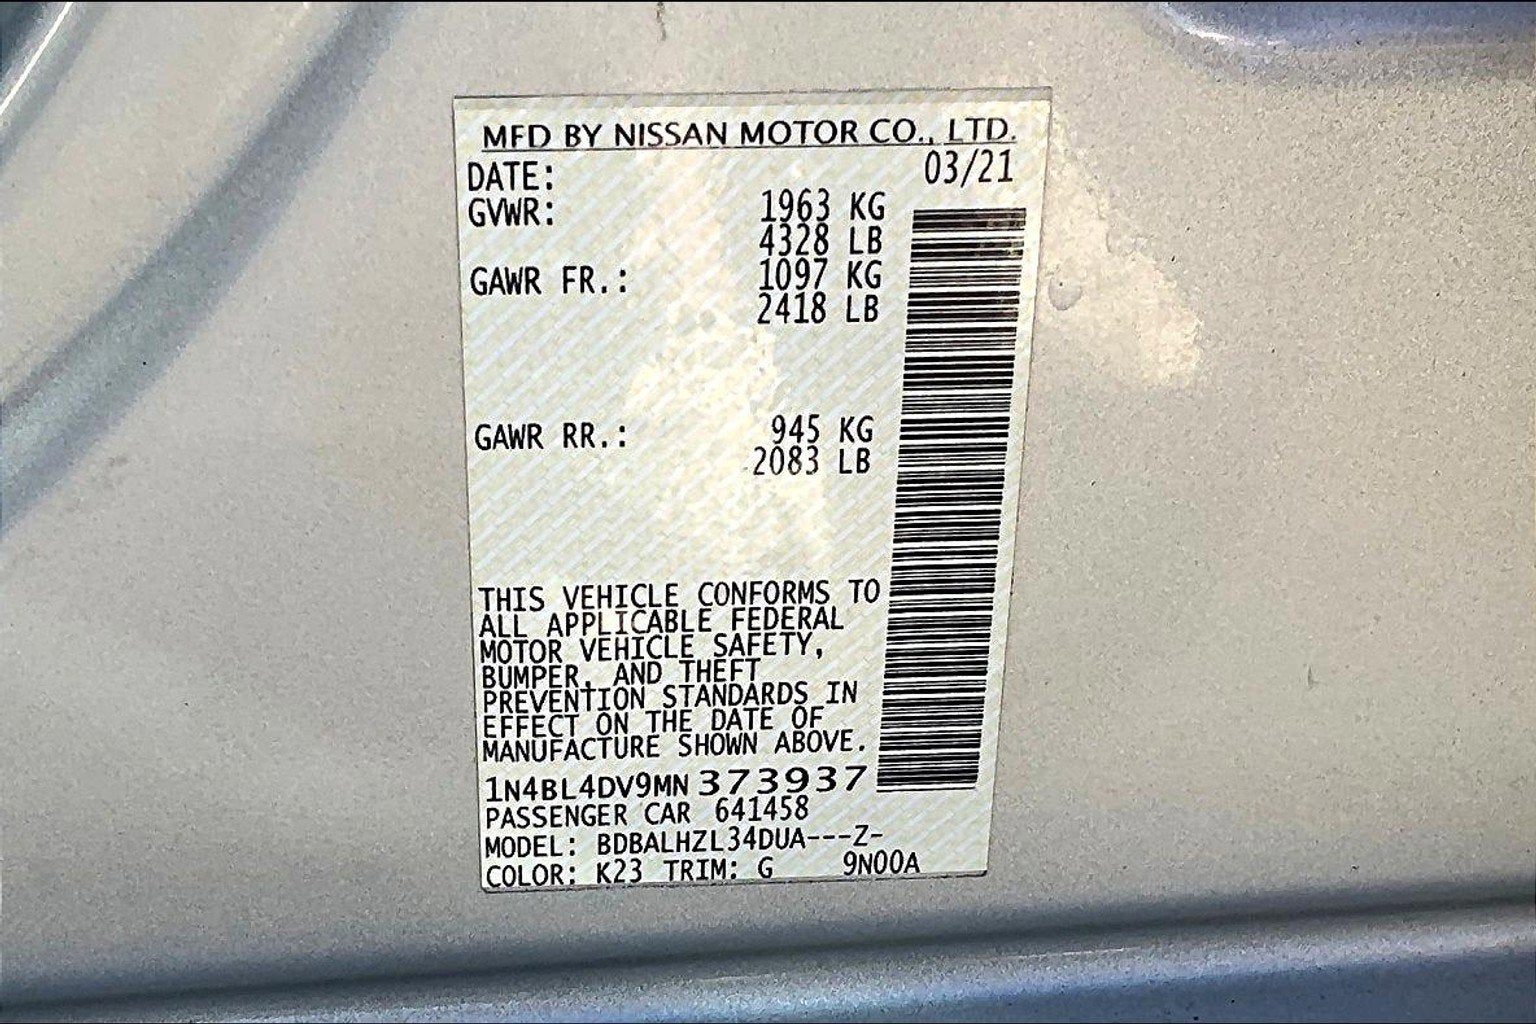 MFD BY NISSAN MOTOR CO., LTD.
DATE: 03/21
GVWR: 1963 KG
4328 LB
GAWR FR.: 1097 KG
2418 LB
GAWR RR.: 945 KG
2083 LB
THIS VEHICLE CONFORMS TO
ALL APPLICABLE FEDERAL
MOTOR VEHICLE SAFETY,
BUMPER, AND THEFT
PREVENTION STANDARDS IN
EFFECT ON THE DATE OF
MANUFACTURE SHOWN ABOVE.
1N4BL4DV9MN373937
PASSENGER CAR 641458
MODEL: BDBALHZL34DUA---Z-
COLOR: K23 TRIM: G 9N00A